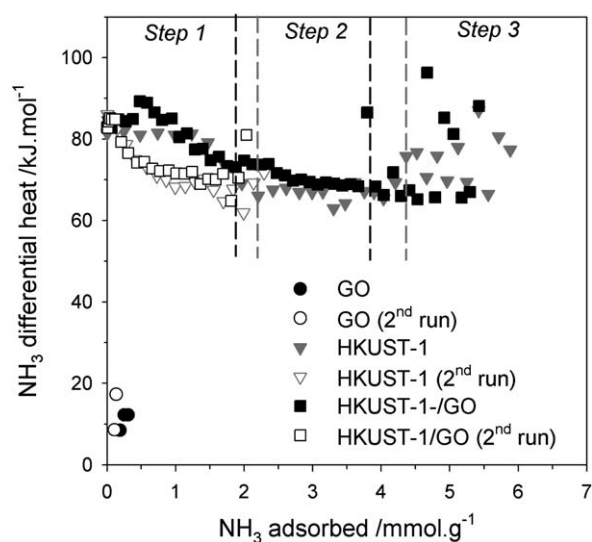 Step 1 Step 2 Step 3
100
80
60
40
20
0
NH₃ differential heat /kJ.mol⁻¹
GO
GO (2ⁿᵈ run)
HKUST-1
HKUST-1 (2ⁿᵈ run)
HKUST-1-/GO
HKUST-1/GO (2ⁿᵈ run)
0 1 2 3 4 5 6 7
NH₃ adsorbed /mmol.g⁻¹